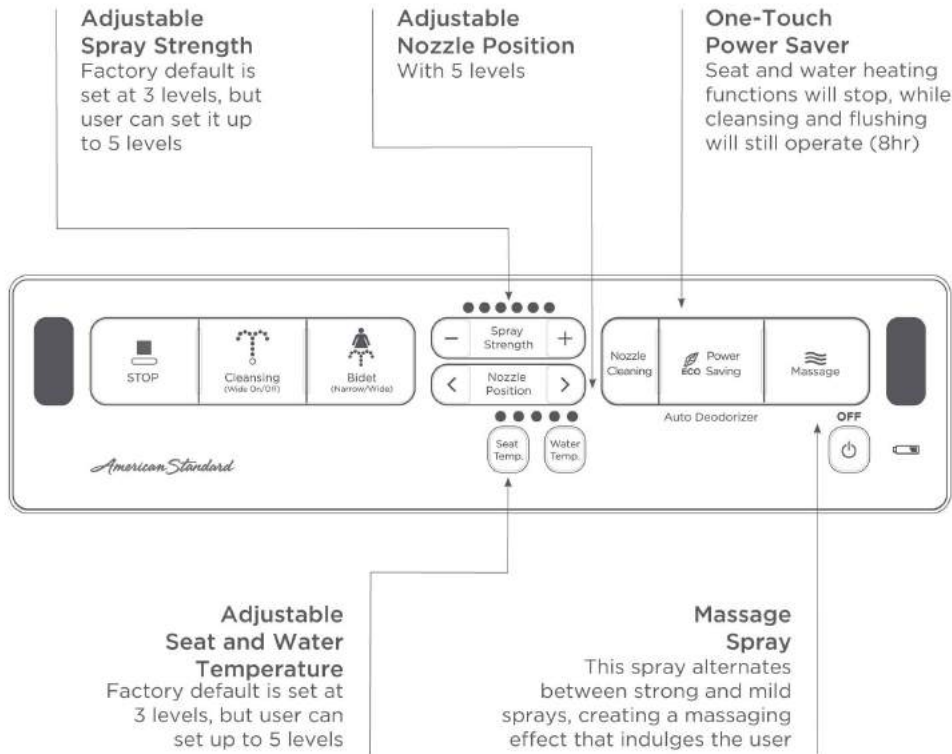 Adjustable
Spray Strength
Factory default is
set at 3 levels, but
user can set it up
to 5 levels
Adjustable
Nozzle Position
With 5 levels
One-Touch
Power Saver
Seat and water heating
functions will stop, while
cleansing and flushing
will still operate (8hr)
STOP
Cleansing
(Wide On/Off)
Bidet
(Narrow/Wide)
− Spray Strength +
< Nozzle Position >
Seat
Temp.
Water
Temp.
Nozzle
Cleaning
Power
ECO Saving
Massage
Auto Deodorizer
OFF
American Standard
Adjustable
Seat and Water
Temperature
Factory default is set at
3 levels, but user can
set up to 5 levels
Massage
Spray
This spray alternates
between strong and mild
sprays, creating a massaging
effect that indulges the user